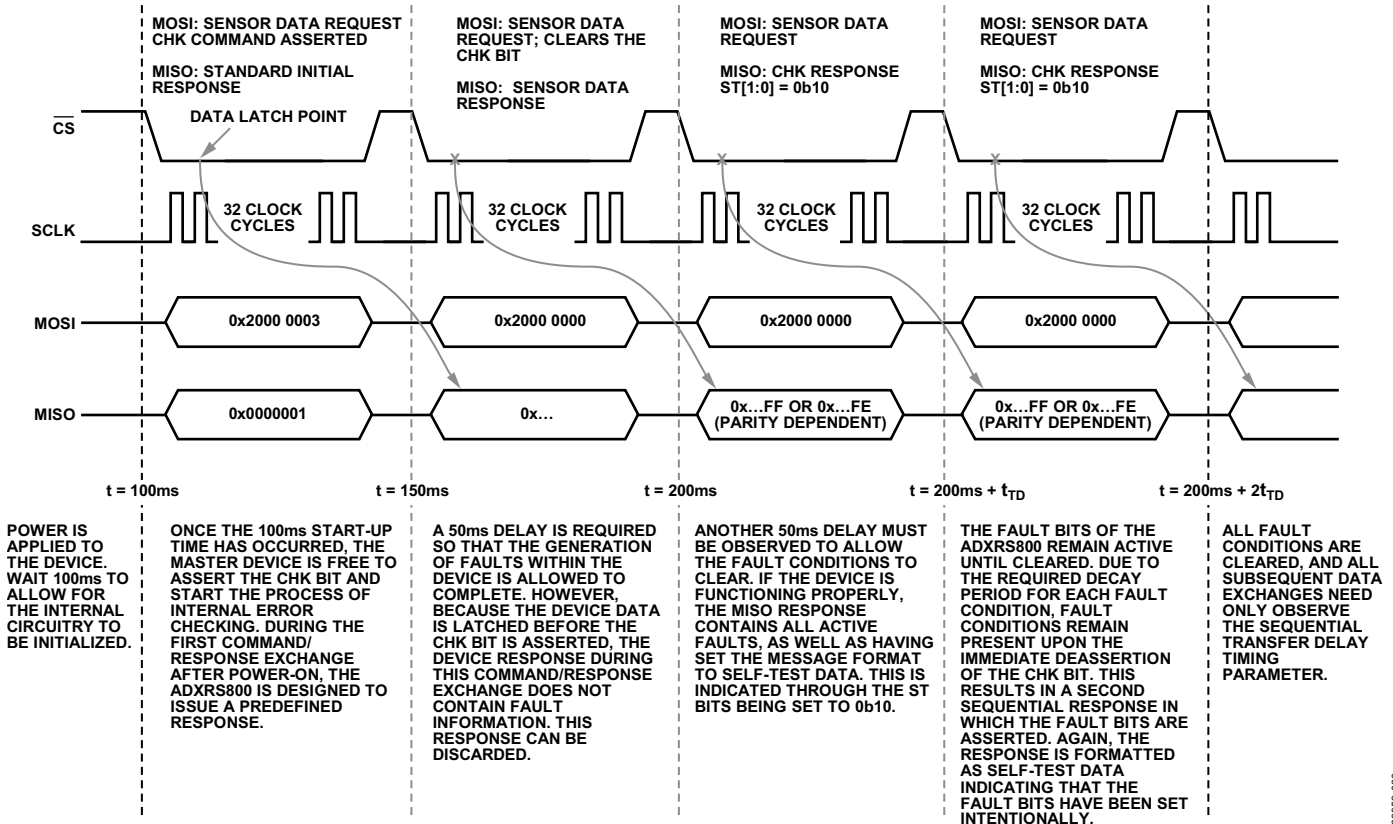 MOSI: SENSOR DATA REQUEST
CHK COMMAND ASSERTED
MISO: STANDARD INITIAL
RESPONSE
MOSI: SENSOR DATA
REQUEST; CLEARS THE
CHK BIT
MISO: SENSOR DATA
RESPONSE
MOSI: SENSOR DATA
REQUEST
MISO: CHK RESPONSE
ST[1:0] = 0b10
MOSI: SENSOR DATA
REQUEST
MISO: CHK RESPONSE
ST[1:0] = 0b10
DATA LATCH POINT
CS
X
X
X
SCLK
32 CLOCK
CYCLES
32 CLOCK
CYCLES
32 CLOCK
CYCLES
32 CLOCK
CYCLES
MOSI
0x2000 0003
0x2000 0000
0x2000 0000
0x2000 0000
MISO
0x0000001
0x…
0x…FF OR 0x…FE
(PARITY DEPENDENT)
0x…FF OR 0x…FE
(PARITY DEPENDENT)
t = 100ms
t = 150ms
t = 200ms
t = 200ms + tTD
t = 200ms + 2tTD
POWER IS
APPLIED TO
THE DEVICE.
WAIT 100ms TO
ALLOW FOR
THE INTERNAL
CIRCUITRY TO
BE INITIALIZED.
ONCE THE 100ms START-UP
TIME HAS OCCURRED, THE
MASTER DEVICE IS FREE TO
ASSERT THE CHK BIT AND
START THE PROCESS OF
INTERNAL ERROR
CHECKING. DURING THE
FIRST COMMAND/
RESPONSE EXCHANGE
AFTER POWER-ON, THE
ADXRS800 IS DESIGNED TO
ISSUE A PREDEFINED
RESPONSE.
A 50ms DELAY IS REQUIRED
SO THAT THE GENERATION
OF FAULTS WITHIN THE
DEVICE IS ALLOWED TO
COMPLETE. HOWEVER,
BECAUSE THE DEVICE DATA
IS LATCHED BEFORE THE
CHK BIT IS ASSERTED, THE
DEVICE RESPONSE DURING
THIS COMMAND/RESPONSE
EXCHANGE DOES NOT
CONTAIN FAULT
INFORMATION. THIS
RESPONSE CAN BE
DISCARDED.
ANOTHER 50ms DELAY MUST
BE OBSERVED TO ALLOW
THE FAULT CONDITIONS TO
CLEAR. IF THE DEVICE IS
FUNCTIONING PROPERLY,
THE MISO RESPONSE
CONTAINS ALL ACTIVE
FAULTS, AS WELL AS HAVING
SET THE MESSAGE FORMAT
TO SELF-TEST DATA. THIS IS
INDICATED THROUGH THE ST
BITS BEING SET TO 0b10.
THE FAULT BITS OF THE
ADXRS800 REMAIN ACTIVE
UNTIL CLEARED. DUE TO
THE REQUIRED DECAY
PERIOD FOR EACH FAULT
CONDITION, FAULT
CONDITIONS REMAIN
PRESENT UPON THE
IMMEDIATE DEASSERTION
OF THE CHK BIT. THIS
RESULTS IN A SECOND
SEQUENTIAL RESPONSE IN
WHICH THE FAULT BITS ARE
ASSERTED. AGAIN, THE
RESPONSE IS FORMATTED
AS SELF-TEST DATA
INDICATING THAT THE
FAULT BITS HAVE BEEN SET
INTENTIONALLY.
ALL FAULT
CONDITIONS ARE
CLEARED, AND ALL
SUBSEQUENT DATA
EXCHANGES NEED
ONLY OBSERVE
THE SEQUENTIAL
TRANSFER DELAY
TIMING
PARAMETER.